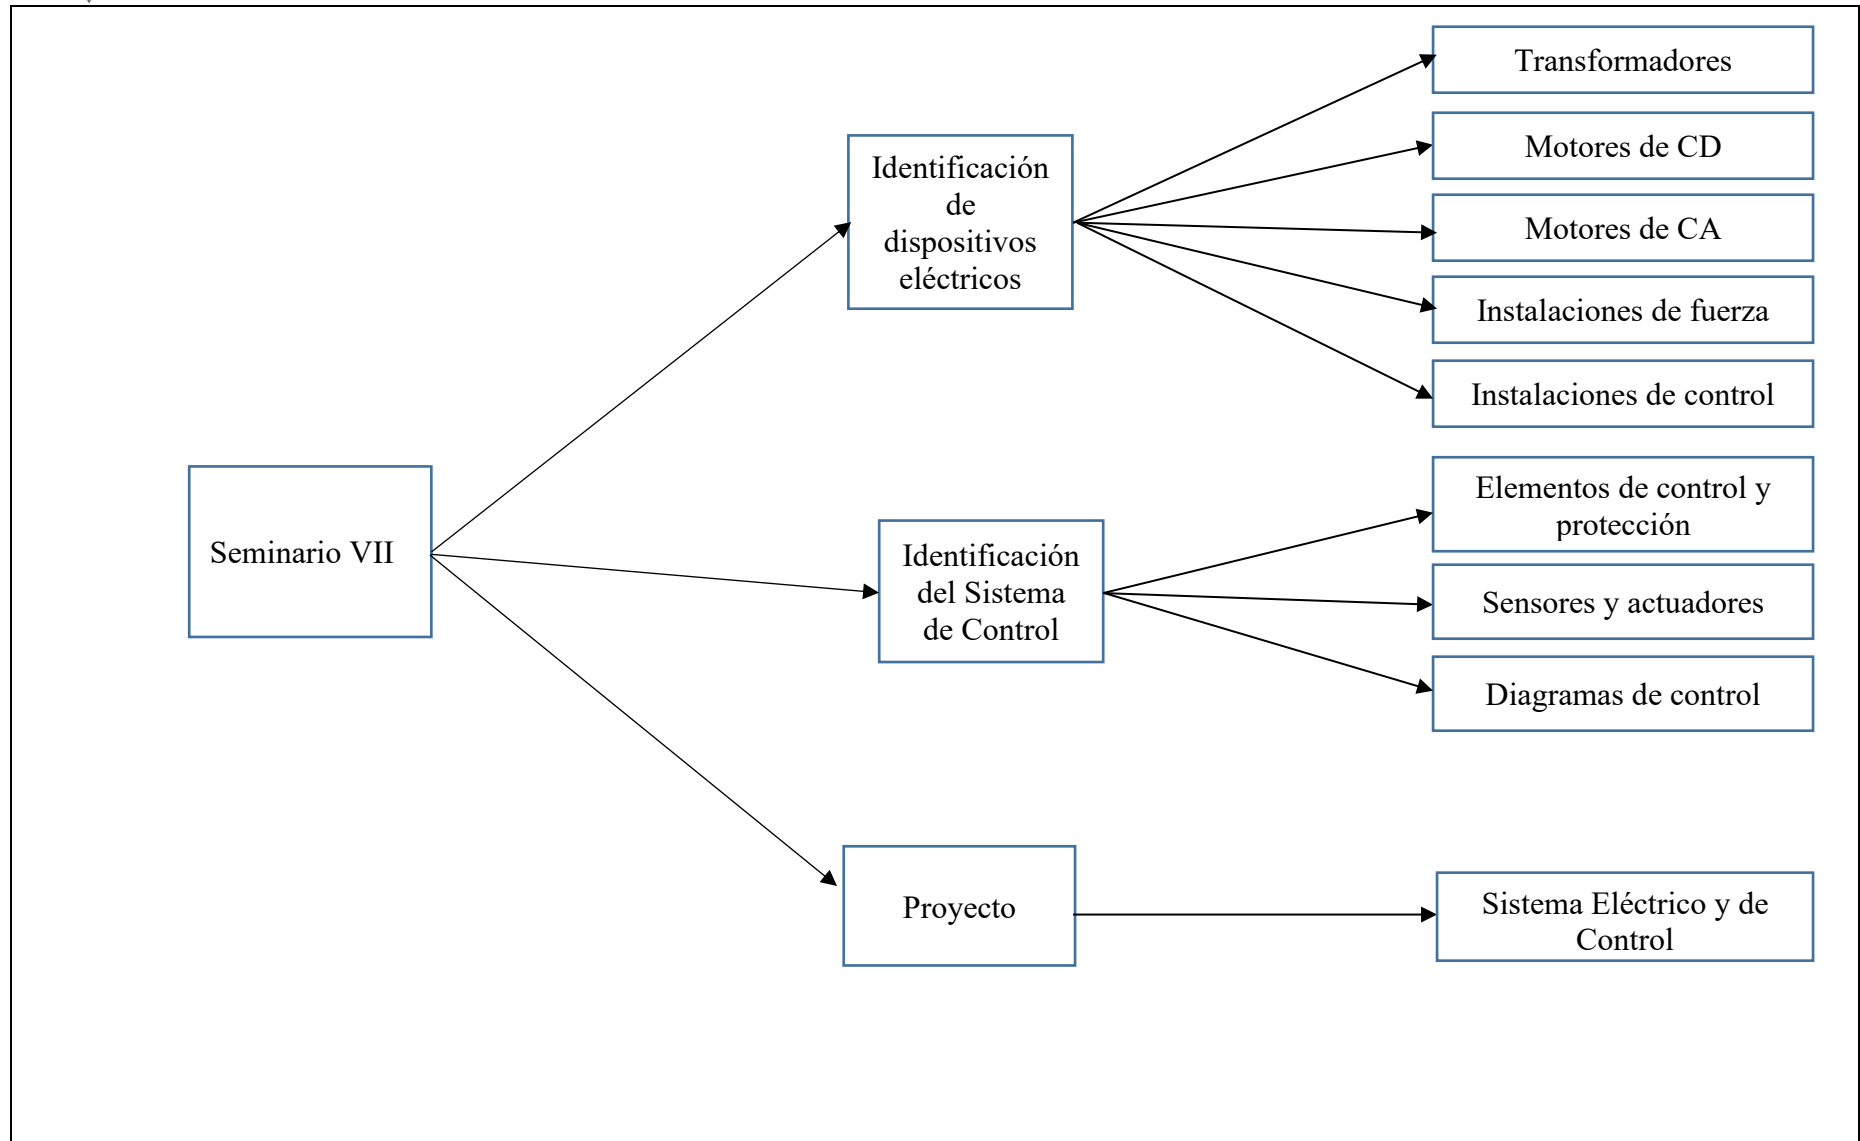 Seminario VII
Identificación
de
dispositivos
eléctricos
Transformadores
Motores de CD
Motores de CA
Instalaciones de fuerza
Instalaciones de control
Identificación
del Sistema
de Control
Elementos de control y
protección
Sensores y actuadores
Diagramas de control
Proyecto
Sistema Eléctrico y de
Control